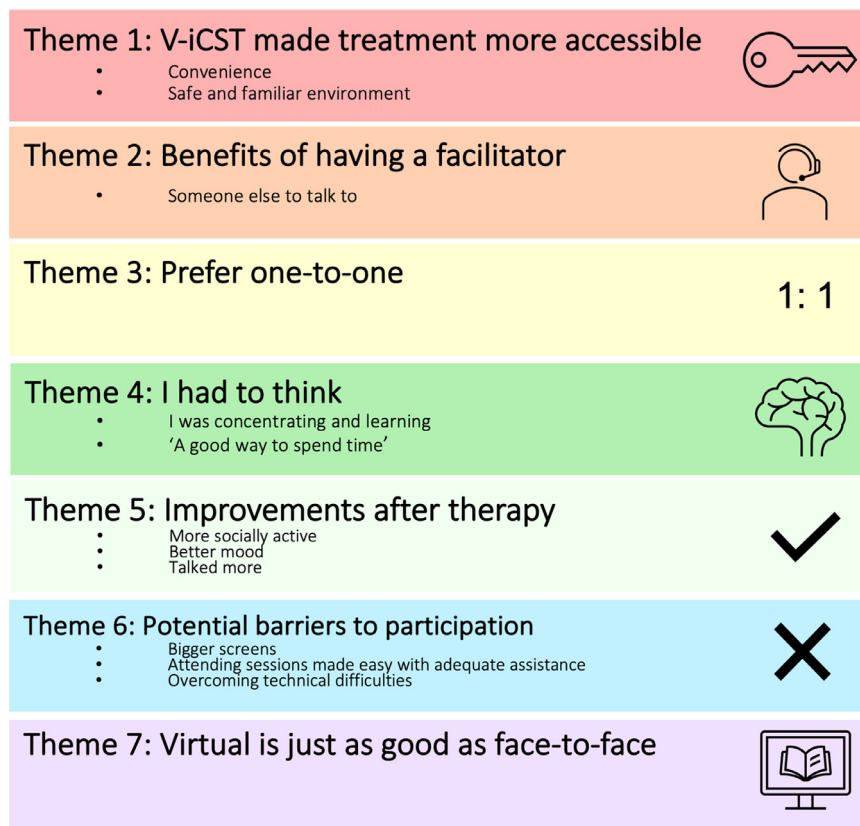 Theme 1: V-iCST made treatment more accessible
• Convenience
• Safe and familiar environment
Theme 2: Benefits of having a facilitator
• Someone else to talk to
Theme 3: Prefer one-to-one
1: 1
Theme 4: I had to think
• I was concentrating and learning
• ‘A good way to spend time’
Theme 5: Improvements after therapy
• More socially active
• Better mood
• Talked more
Theme 6: Potential barriers to participation
• Bigger screens
• Attending sessions made easy with adequate assistance
• Overcoming technical difficulties
Theme 7: Virtual is just as good as face-to-face